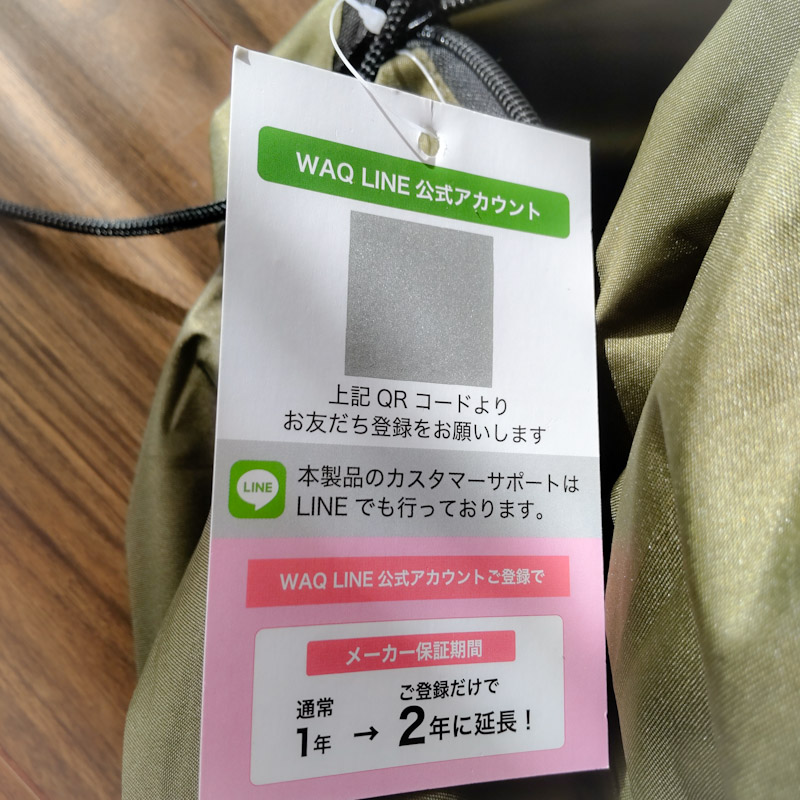 WAQ LINE 公式アカウント
上記 QR コードより
お友だち登録をお願いします
LINE
本製品のカスタマーサポートは
LINE でも行っております。
WAQ LINE 公式アカウントご登録で
メーカー保証期間
通常
1年
→
ご登録だけで
2年に延長！